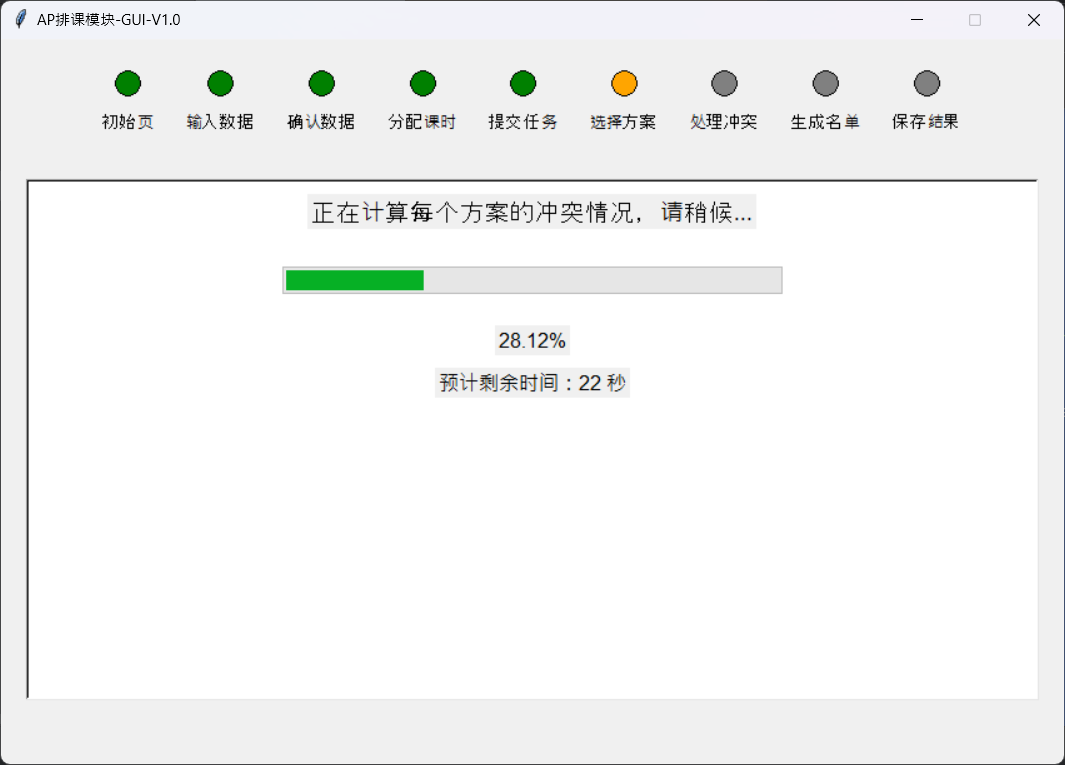 AP排课模块-GUI-V1.0
初始页 输入数据 确认数据 分配课时 提交任务 选择方案 处理冲突 生成名单 保存结果
正在计算每个方案的冲突情况，请稍候...
28.12%
预计剩余时间：22 秒